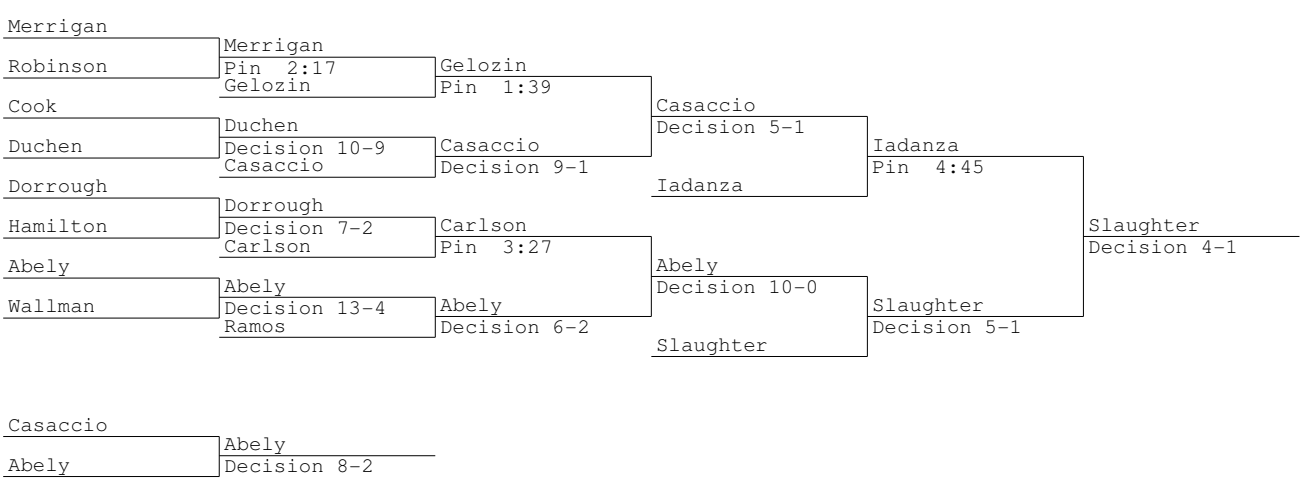 Merrigan
Merrigan
Robinson
Pin 2:17
Gelozin
Gelozin
Pin 1:39
Cook
Casaccio
Duchen
Decision 5-1
Duchen
Decision 10-9
Casaccio
Iadanza
Casaccio
Decision 9-1
Pin 4:45
Dorrough
Iadanza
Dorrough
Hamilton
Decision 7-2
Carlson
Slaughter
Carlson
Pin 3:27
Decision 4-1
Abely
Abely
Abely
Decision 10-0
Wallman
Decision 13-4
Abely
Slaughter
Ramos
Decision 6-2
Decision 5-1
Slaughter
Casaccio
Abely
Abely
Decision 8-2